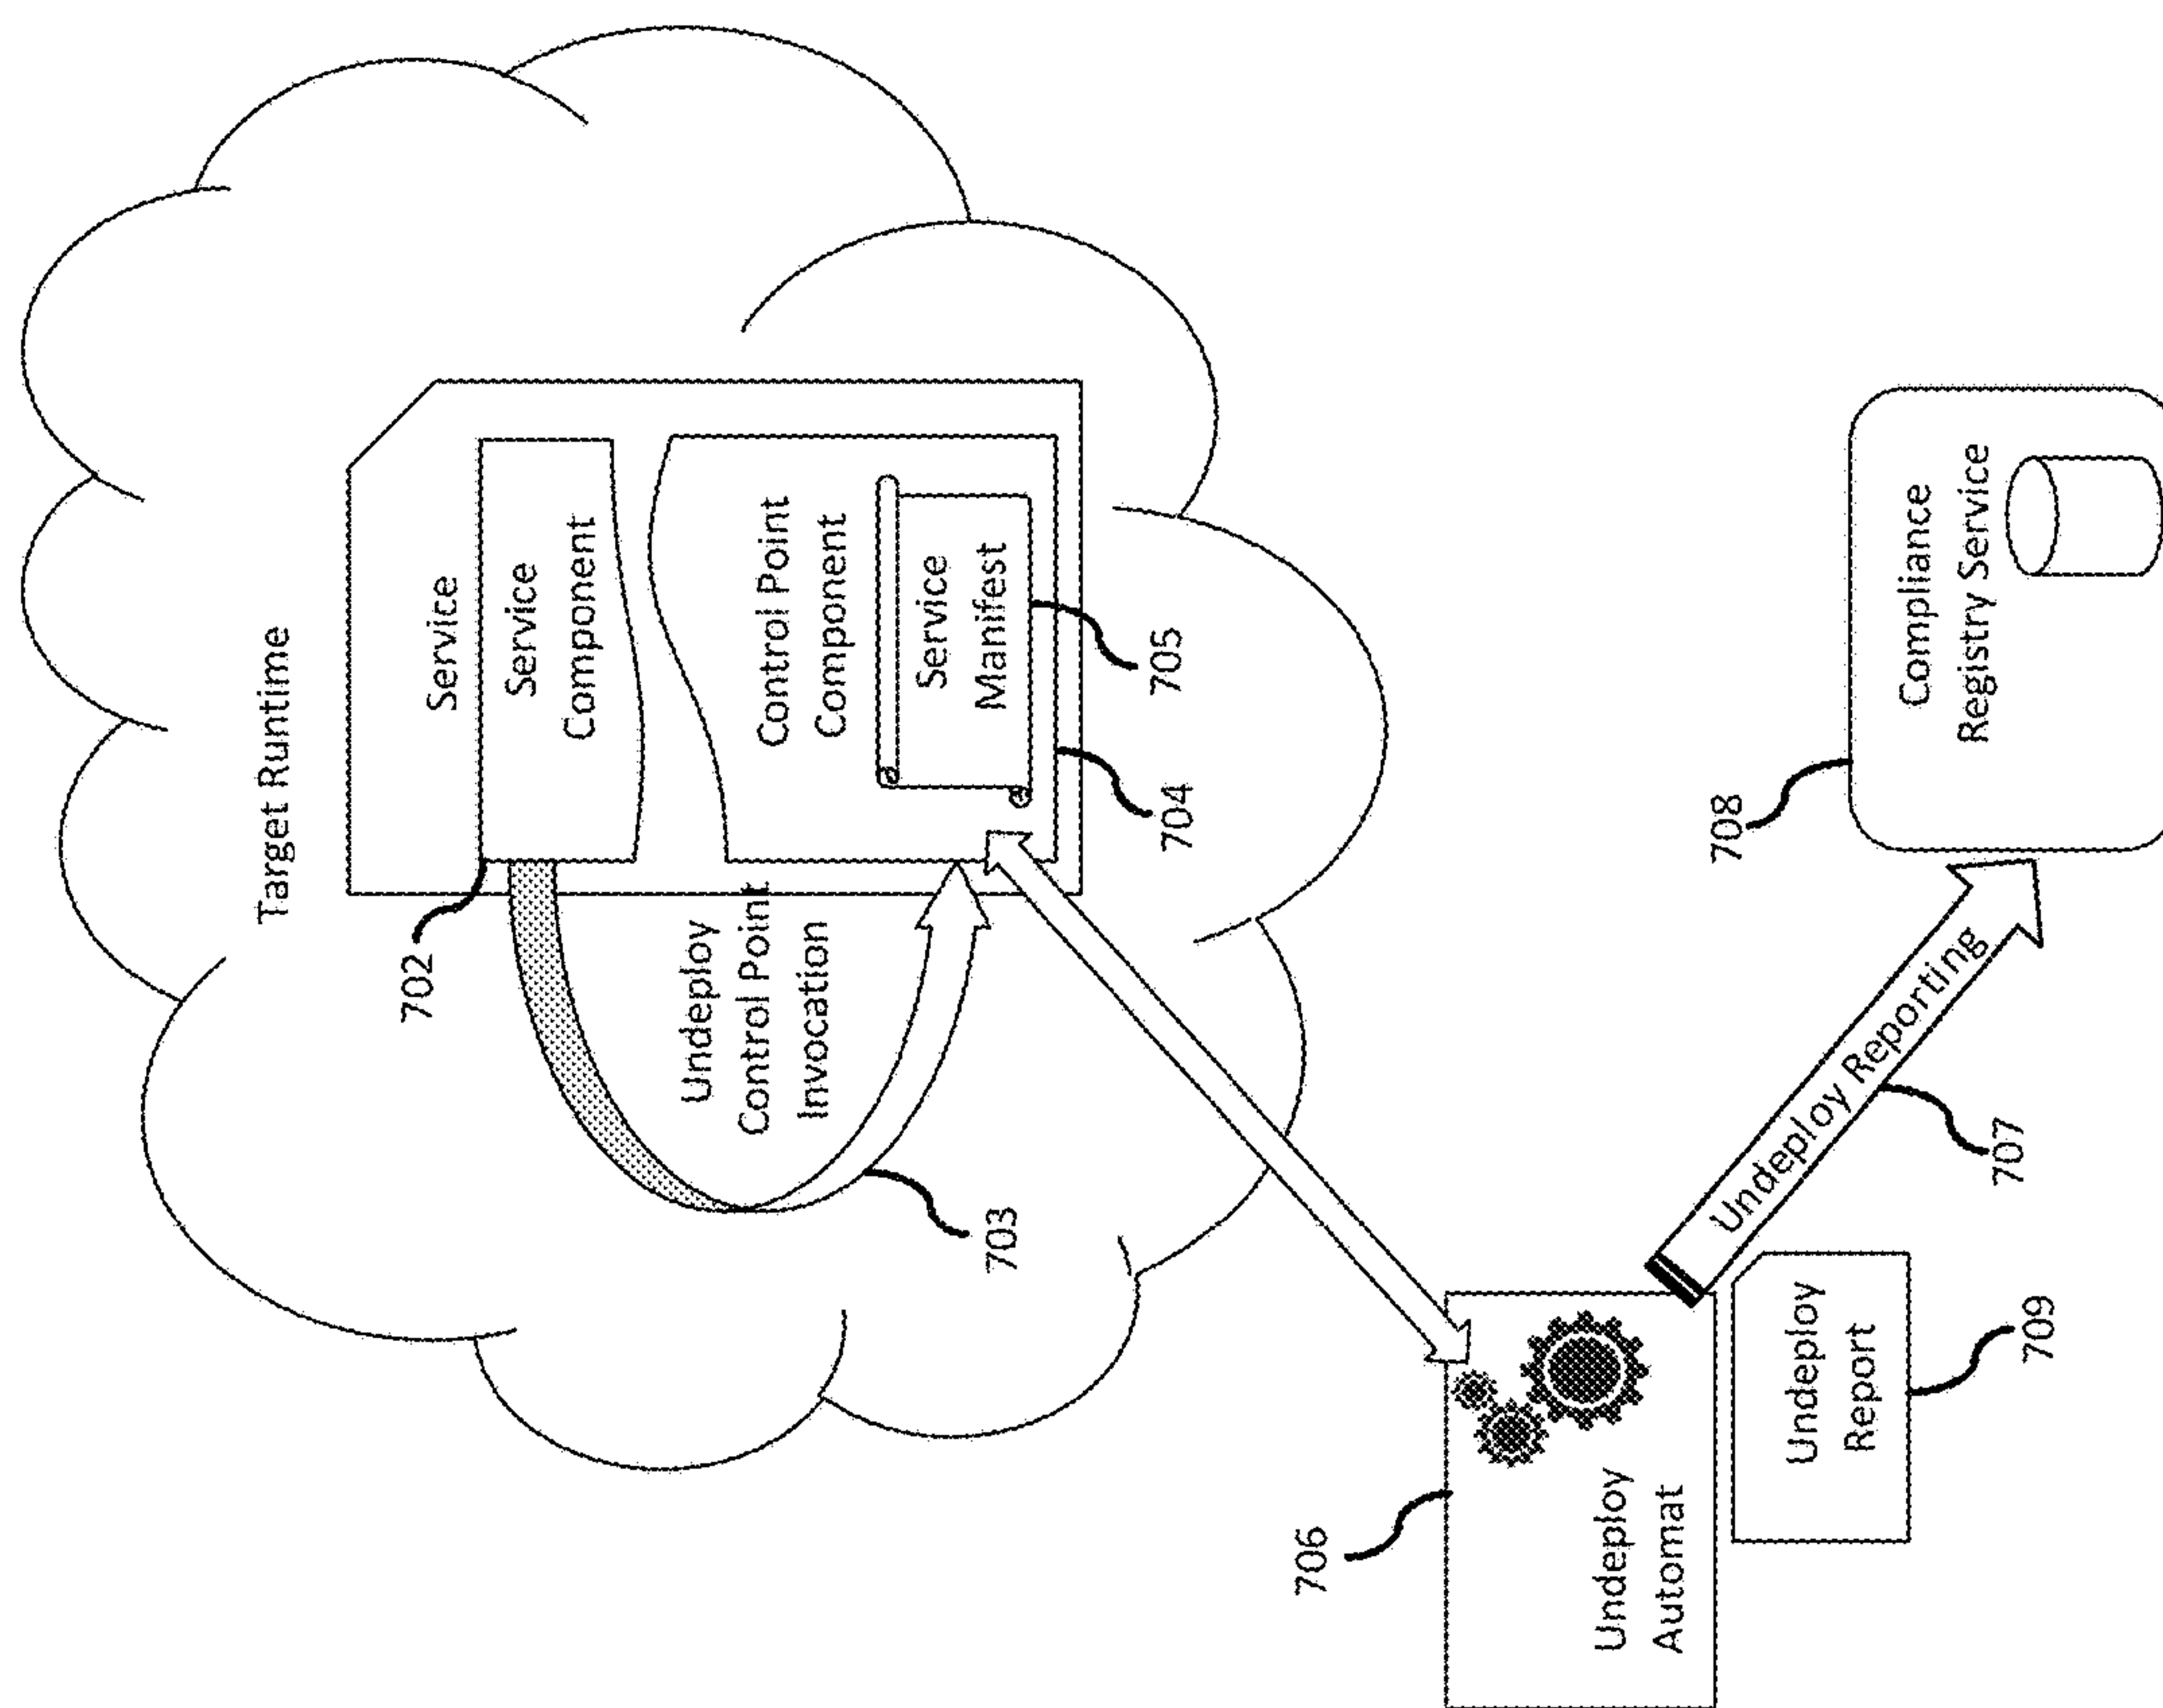 Target Runtime
Service
Service
Component
702
Undeploy
Control Point
Invocation
703
Control Point
Component
Service
Manifest
705
704
706
Undeploy
Automat
Undeploy Reporting
707
Undeploy
Report
709
708
Compliance
Registry Service